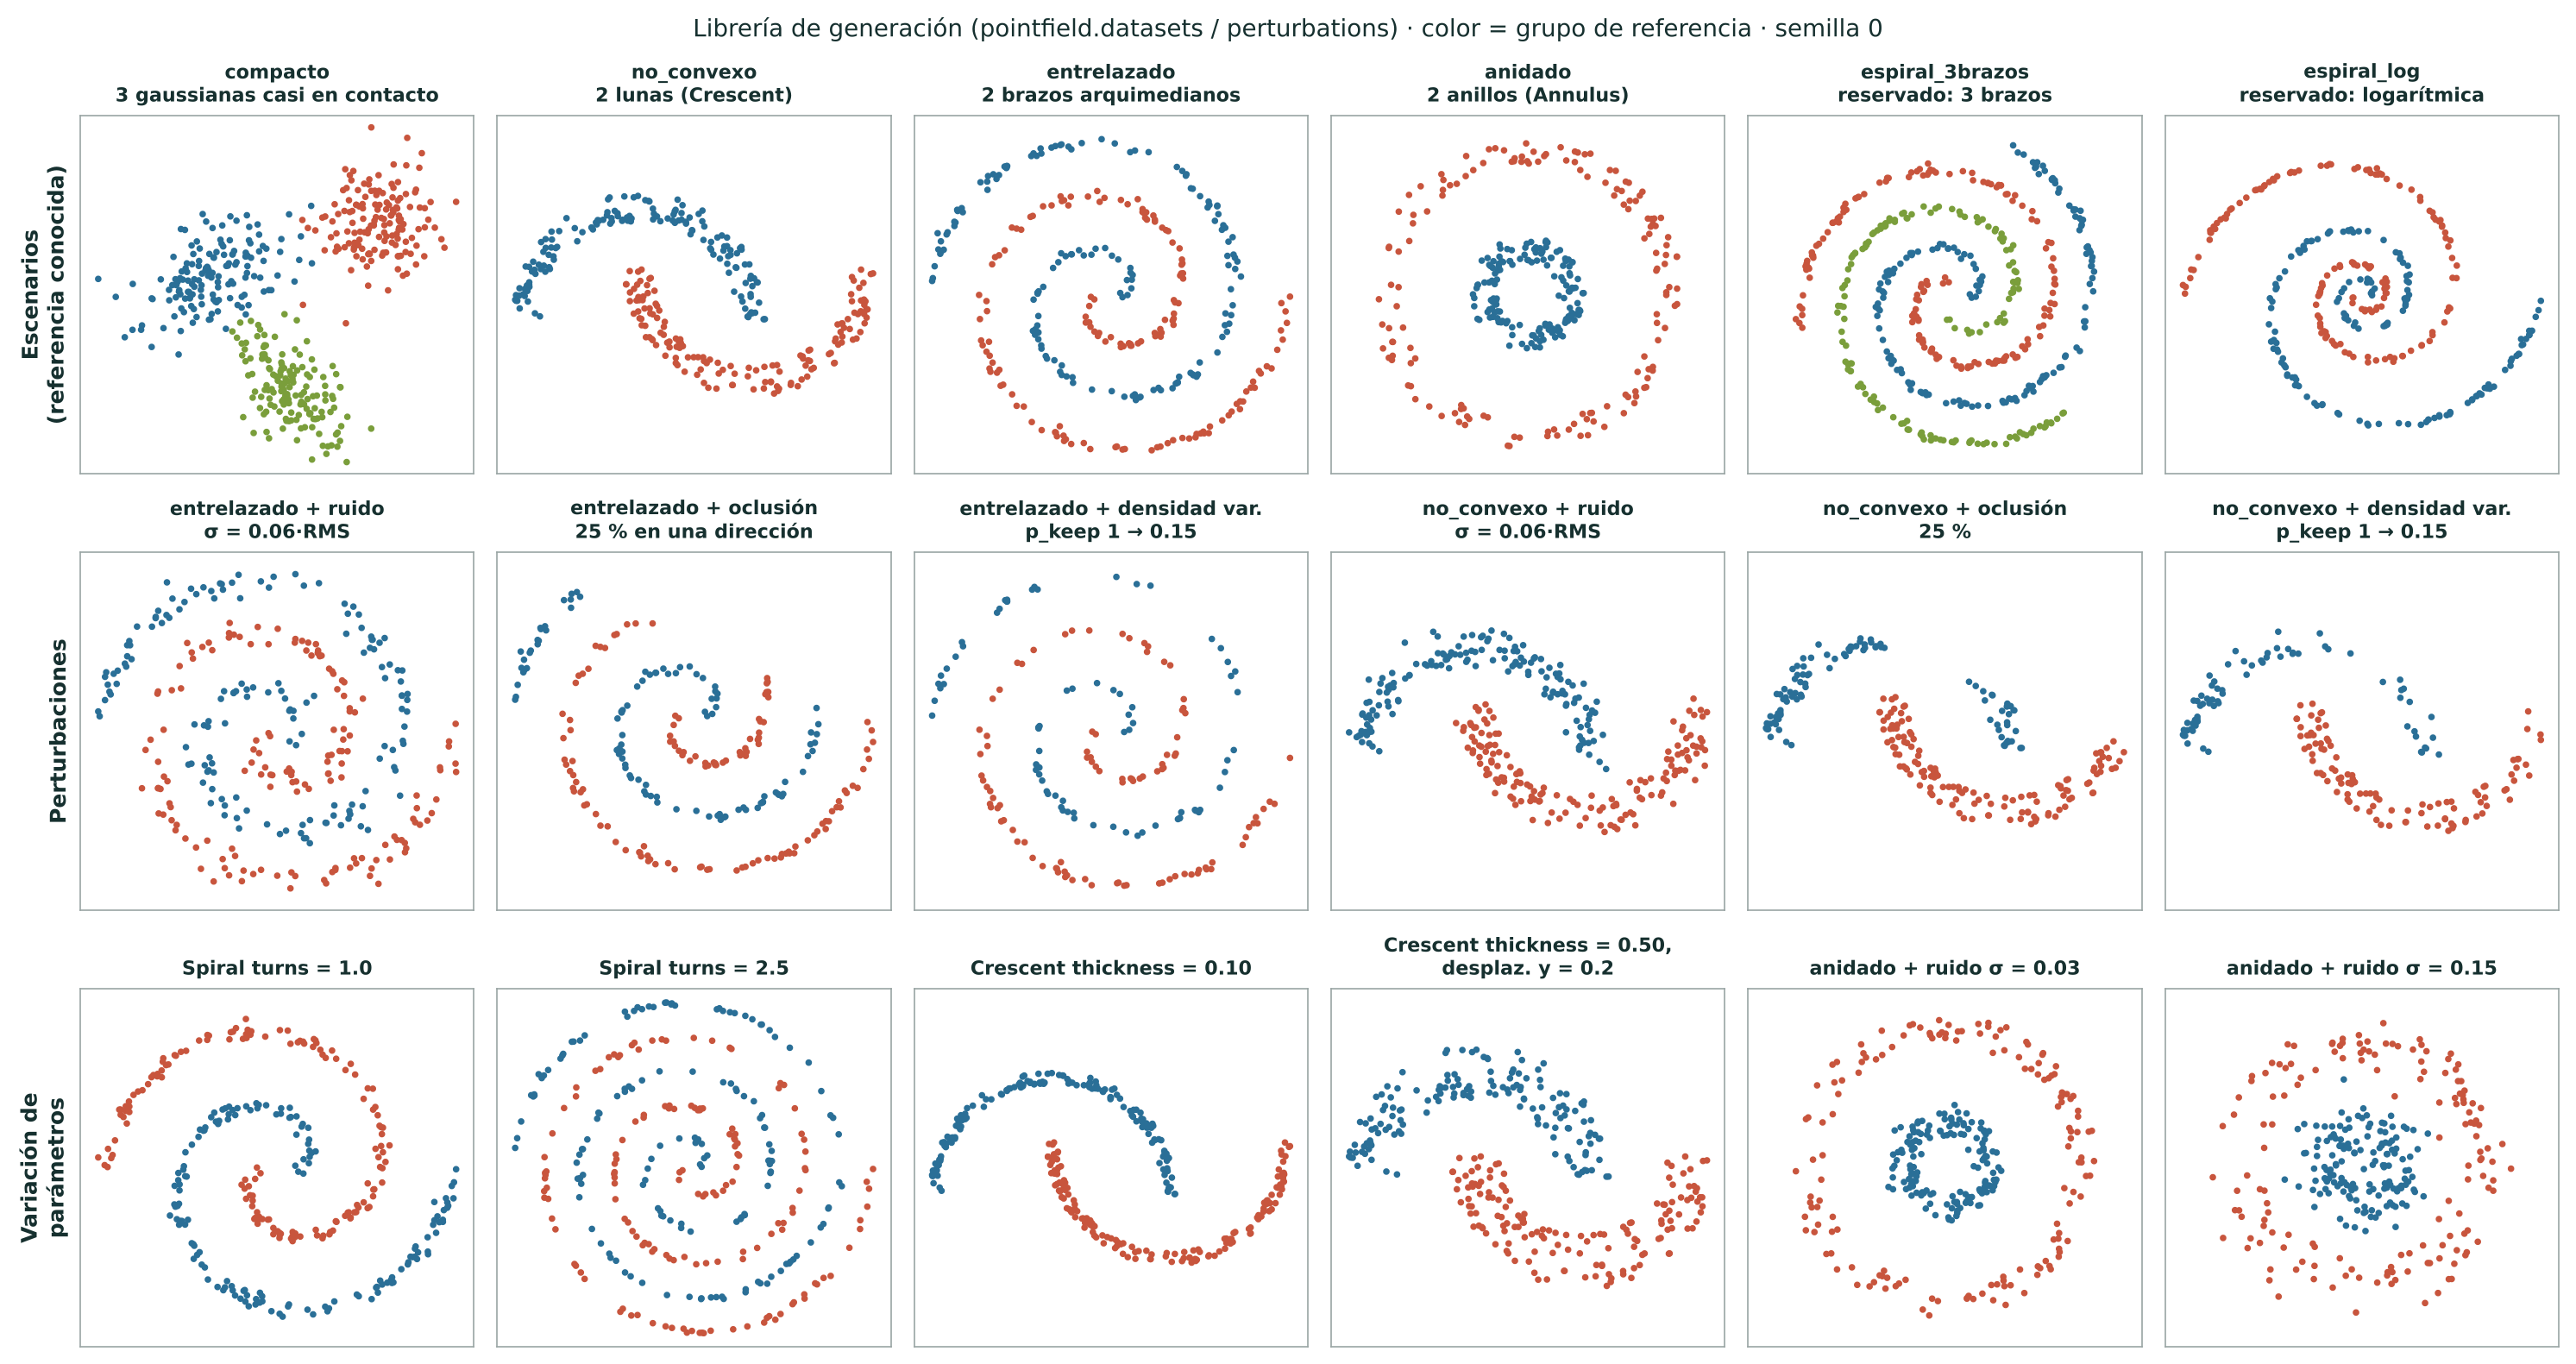 Librería de generación (pointfield.datasets / perturbations) · color = grupo de referencia · semilla 0
compacto
3 gaussianas casi en contacto
no_convexo
2 lunas (Crescent)
entrelazado
2 brazos arquimedianos
anidado
2 anillos (Annulus)
espiral_3brazos
reservado: 3 brazos
espiral_log
reservado: logarítmica
Escenarios
(referencia conocida)
entrelazado + ruido
σ = 0.06·RMS
entrelazado + oclusión
25 % en una dirección
entrelazado + densidad var.
p_keep 1 → 0.15
no_convexo + ruido
σ = 0.06·RMS
no_convexo + oclusión
25 %
no_convexo + densidad var.
p_keep 1 → 0.15
Perturbaciones
Spiral turns = 1.0
Spiral turns = 2.5
Crescent thickness = 0.10
Crescent thickness = 0.50,
desplaz. y = 0.2
anidado + ruido σ = 0.03
anidado + ruido σ = 0.15
Variación de
parámetros